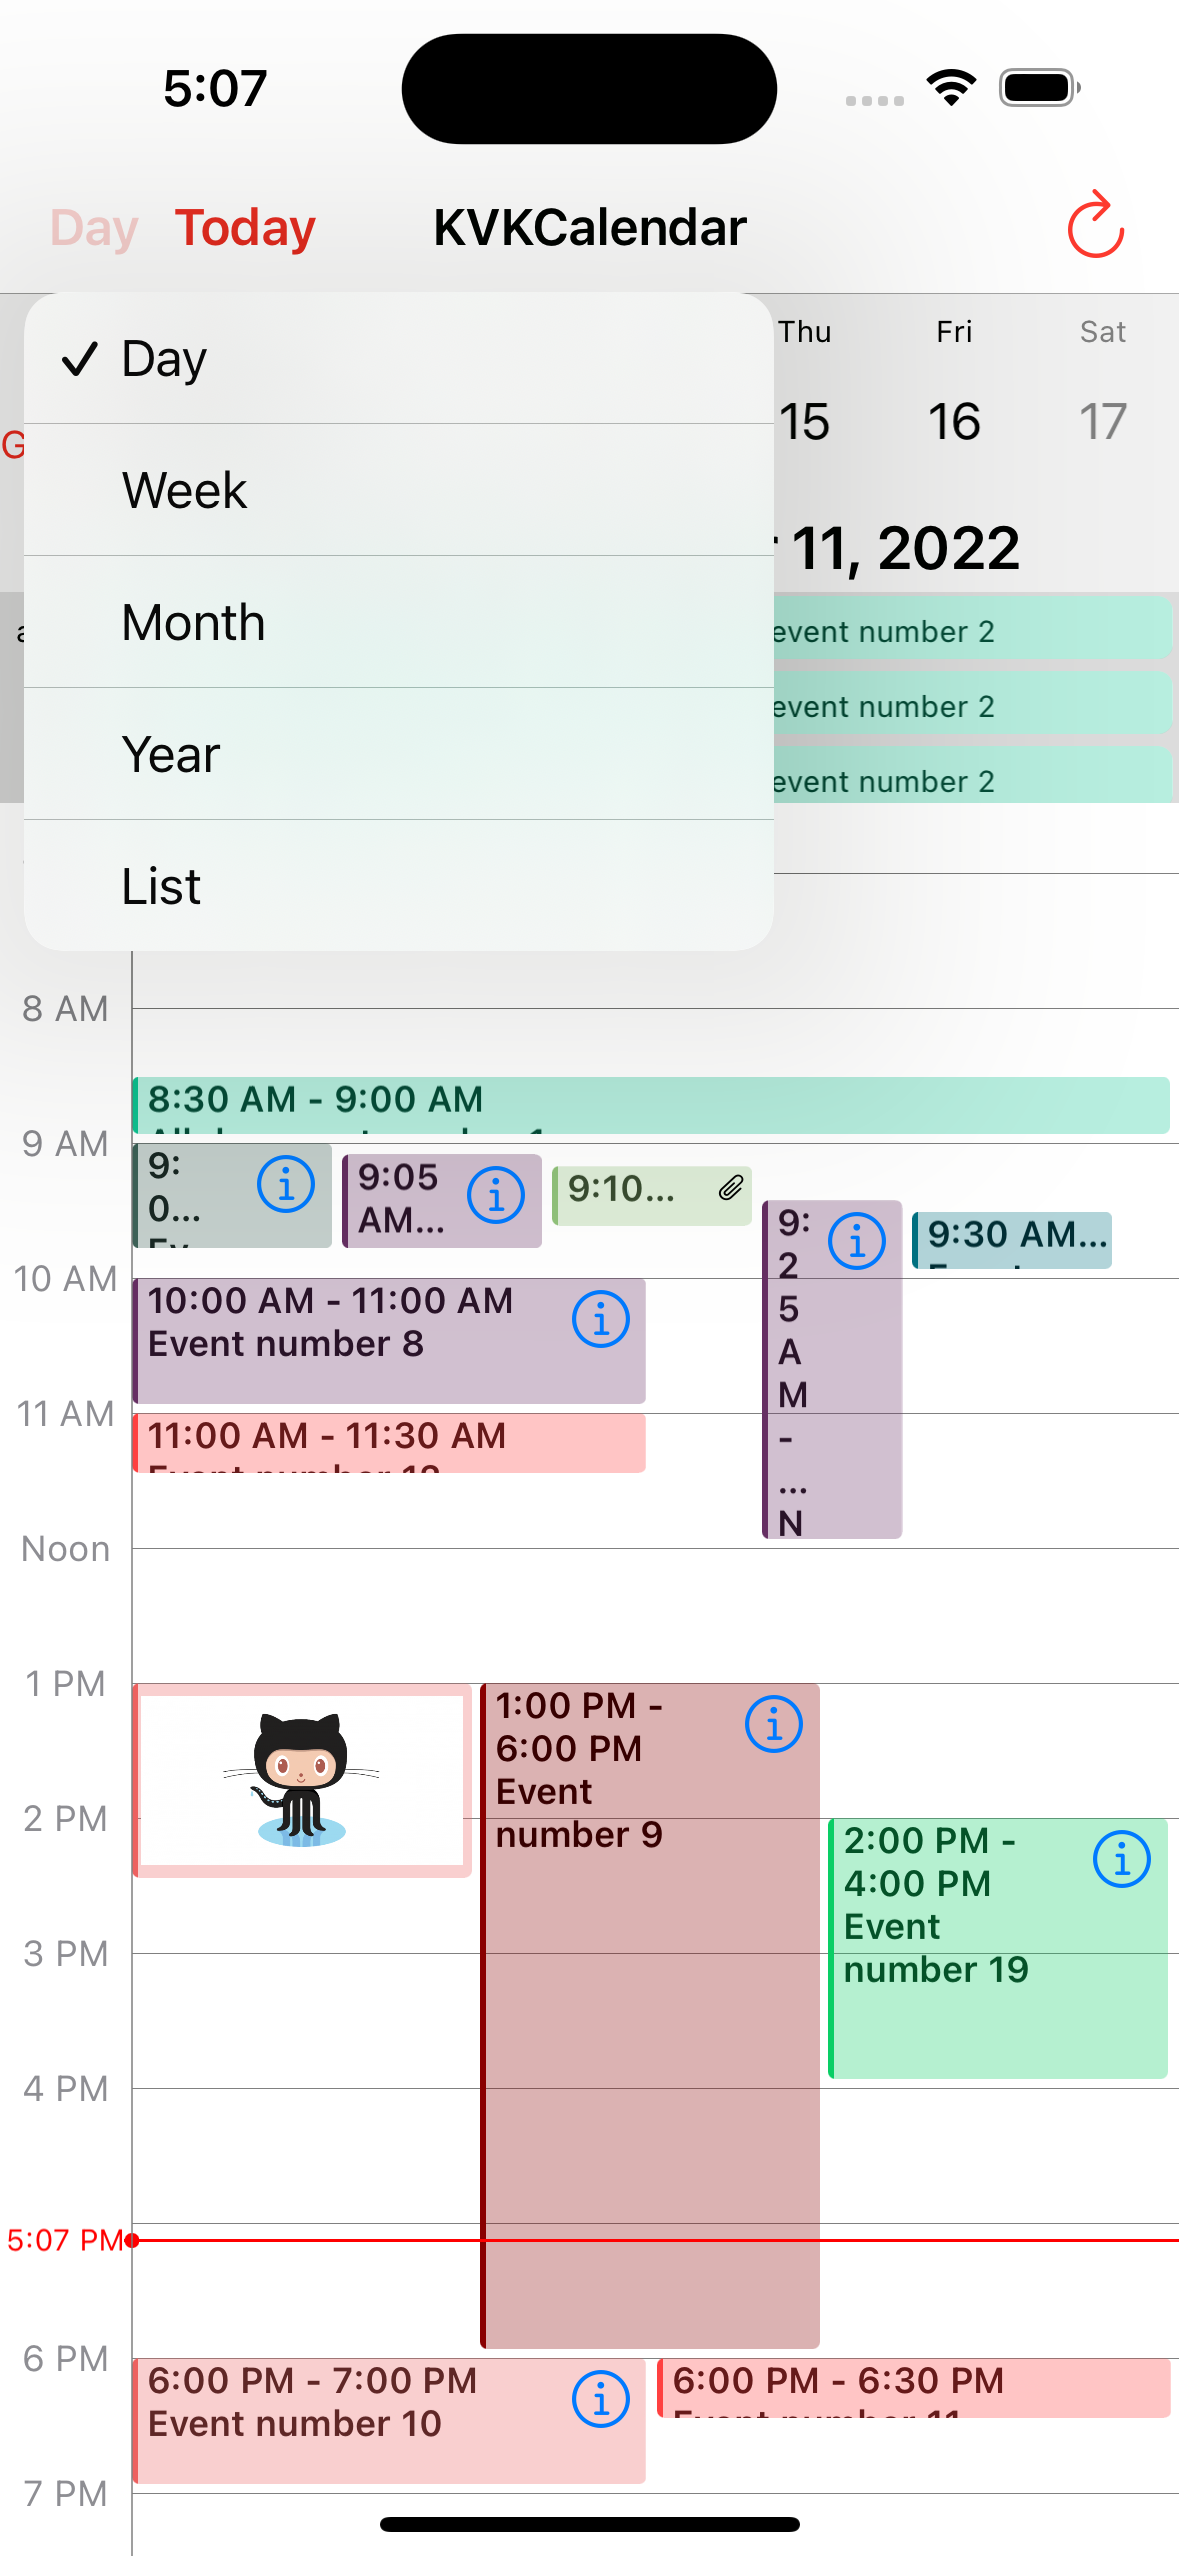 5:07
Day Today KVKCalendar
Day
Week
Month
Year
List
Thu Fri Sat
15 16 17
11, 2022
event number 2
event number 2
event number 2
8 AM
8:30 AM - 9:00 AM
9 AM
9:
0...
9:05
AM...
9:10...
9:
2
5
A
M
-
...
N
9:30 AM...
10 AM
10:00 AM - 11:00 AM
Event number 8
11 AM
11:00 AM - 11:30 AM
Noon
1 PM
1:00 PM -
6:00 PM
Event
number 9
2 PM
2:00 PM -
4:00 PM
Event
number 19
3 PM
4 PM
5:07 PM
6 PM
6:00 PM - 7:00 PM
Event number 10
6:00 PM - 6:30 PM
7 PM